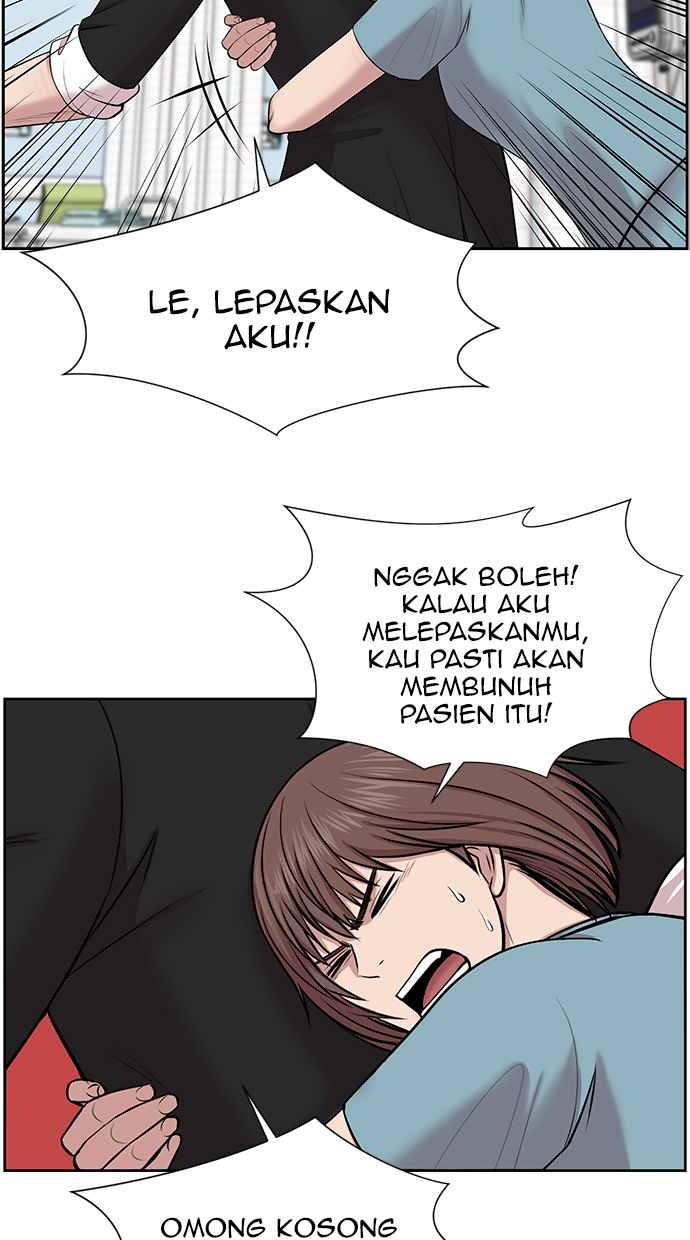 LE, LEPASKAN
AKU!!
NGGAK BOLEH!
KALAU AKU
MELEPASKANMU,
KAU PASTI AKAN
MEMBUNUH
PASIEN ITU!
OMONG KOSONG